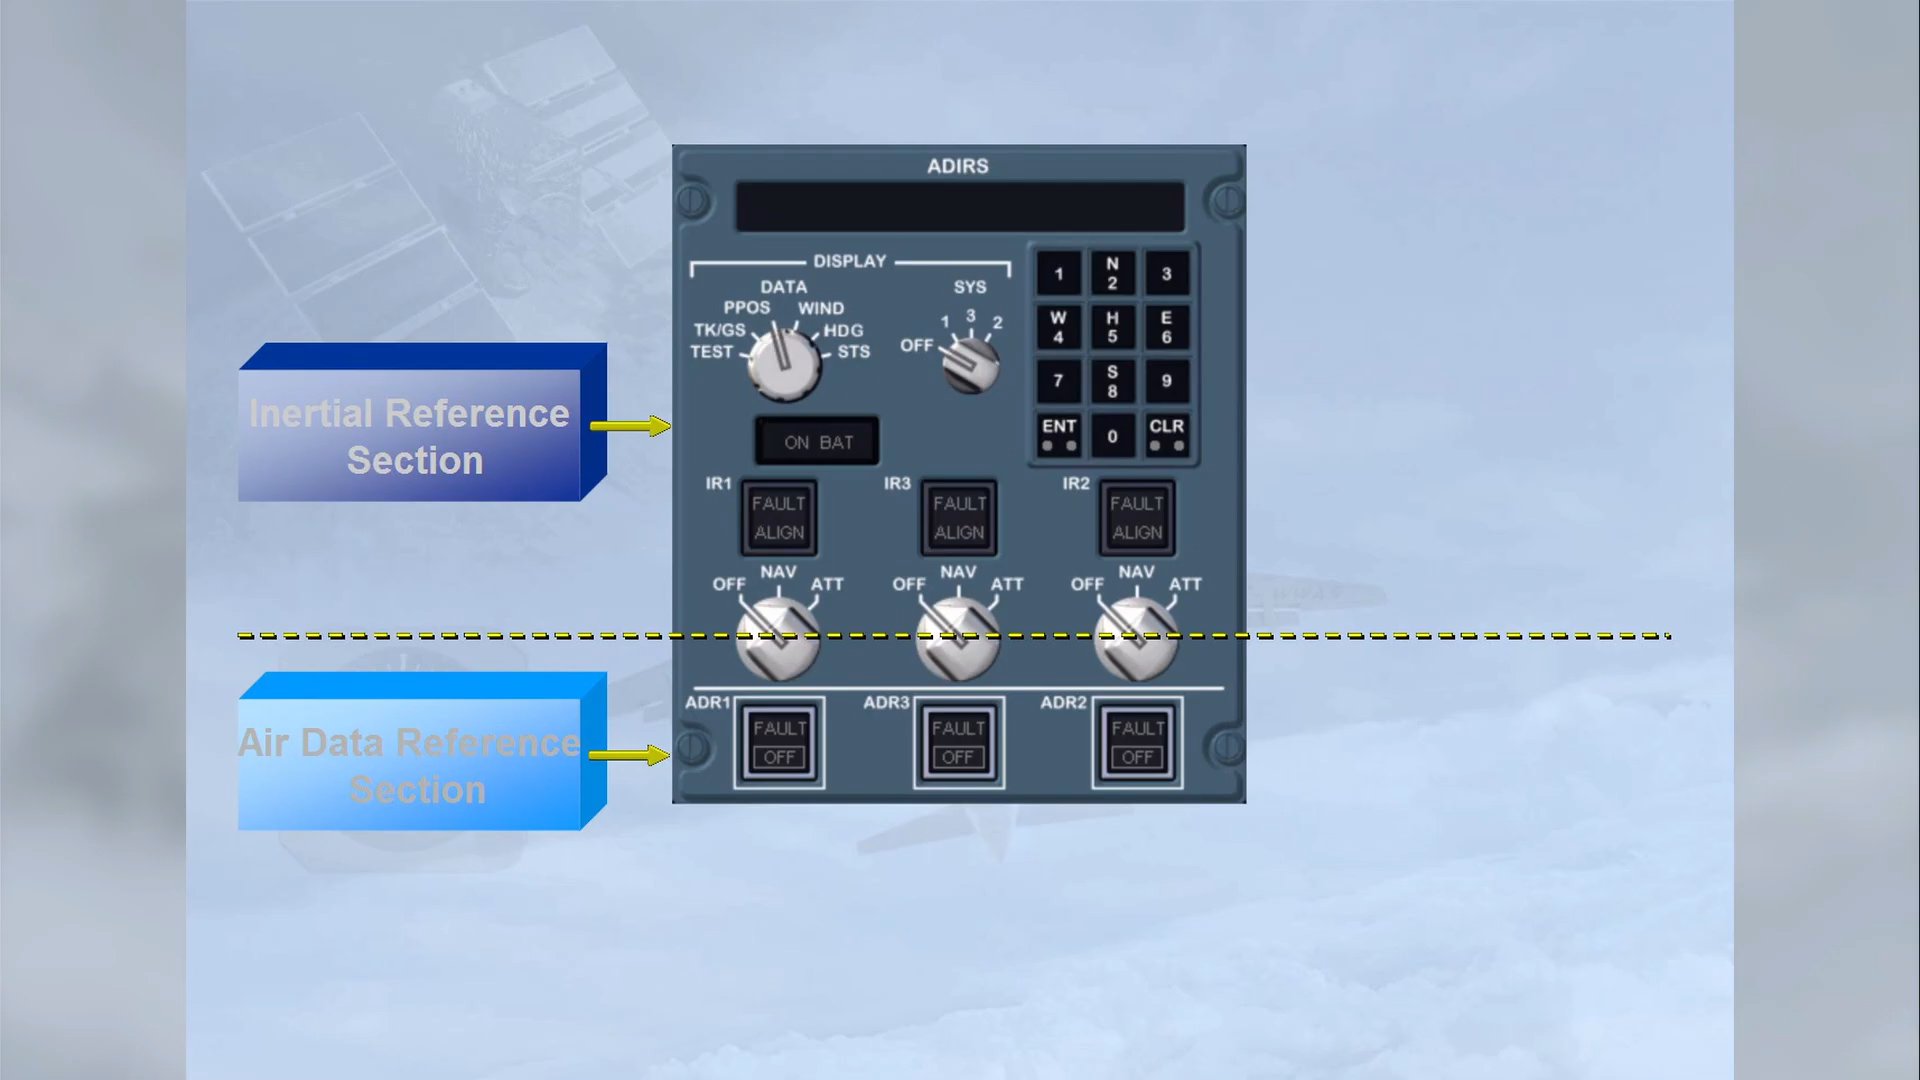 ADIRS
DISPLAY
DATA
SYS
PPOS WIND
TK/GS HDG
TEST STS
1 3 2
OFF
1 N 2 3
W 4 H 5 E 6
7 S 8 9
ENT 0 CLR
ON BAT
Inertial Reference
Section
IR1 IR3 IR2
FAULT FAULT FAULT
ALIGN ALIGN ALIGN
OFF NAV ATT OFF NAV ATT OFF NAV ATT
ADR1 ADR3 ADR2
FAULT FAULT FAULT
OFF OFF OFF
Air Data Reference
Section